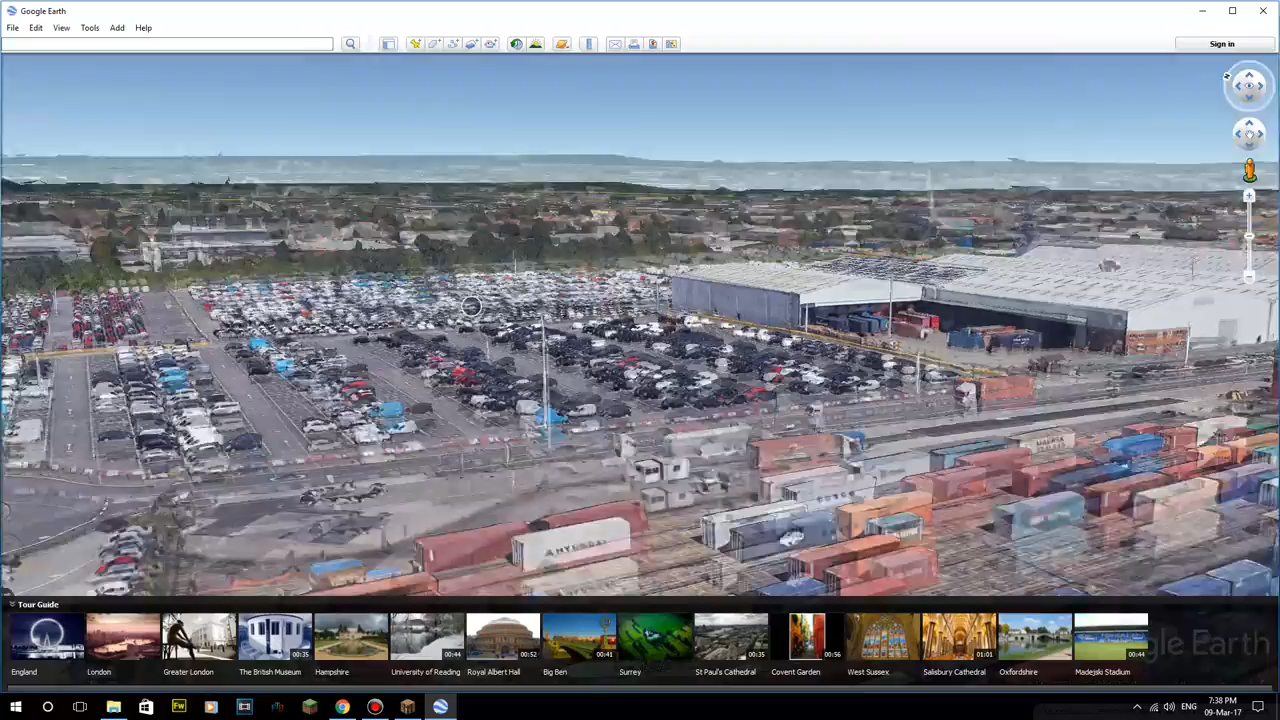 Google Earth
File Edit View Tools Add Help
Sign in
N
Tour Guide
00:35
00:44
00:52
00:41
00:35
00:56
01:01
00:44
England
London
Greater London
The British Museum
Hampshire
University of Reading
Royal Albert Hall
Big Ben
Surrey
St Paul's Cathedral
Covent Garden
West Sussex
Salisbury Cathedral
Oxfordshire
Madejski Stadium
Google Earth
Fw
ENG
7:38 PM
09-Mar-17